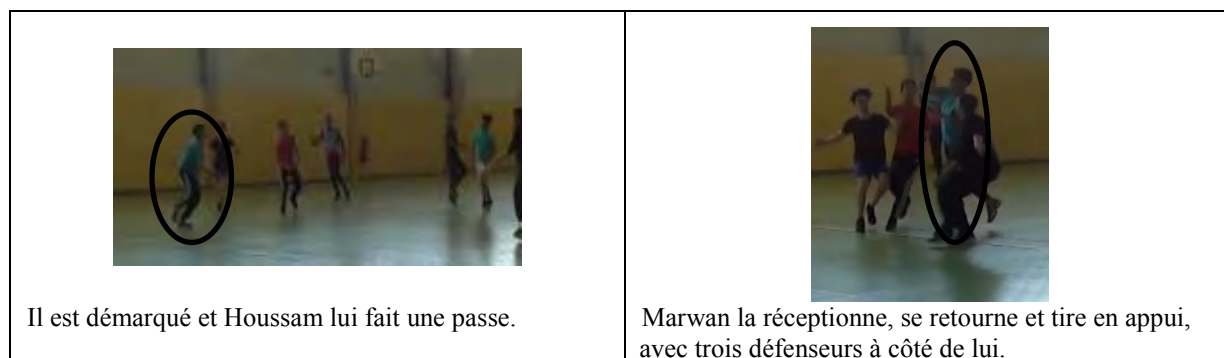 Il est démarqué et Houssam lui fait une passe.
Marwan la réceptionne, se retourne et tire en appui,
avec trois défenseurs à côté de lui.